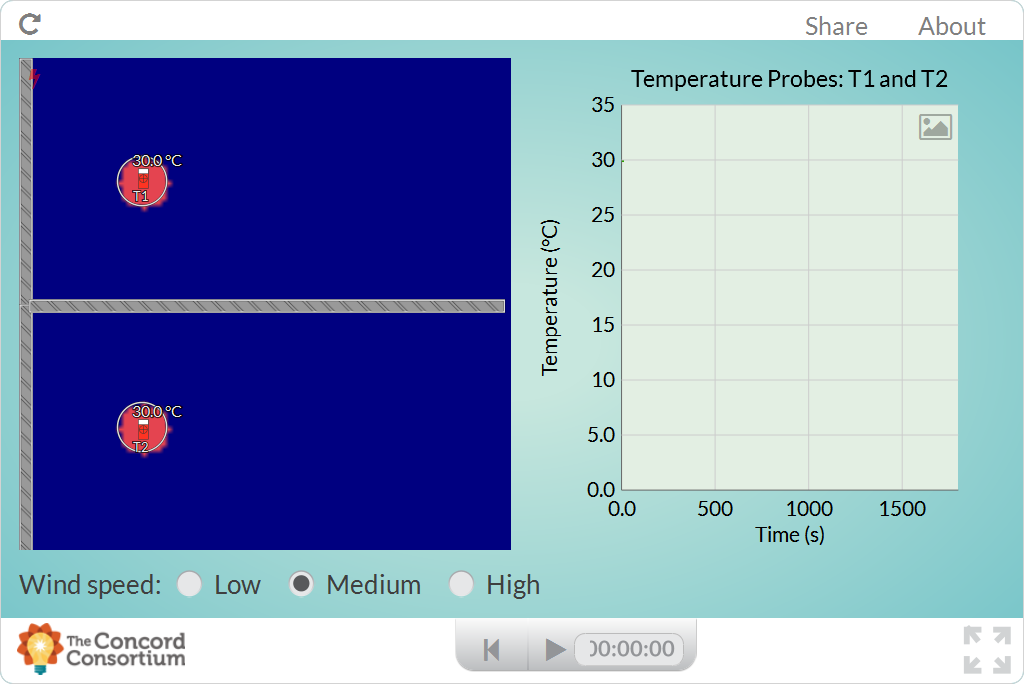 Share About
Temperature Probes: T1 and T2
35
30
25
20
15
10
5.0
0.0
Temperature (°C)
0.0 500 1000 1500
Time (s)
30.0 °C
T1
30.0 °C
T2
Wind speed: Low Medium High
The Concord
Consortium
00:00:00